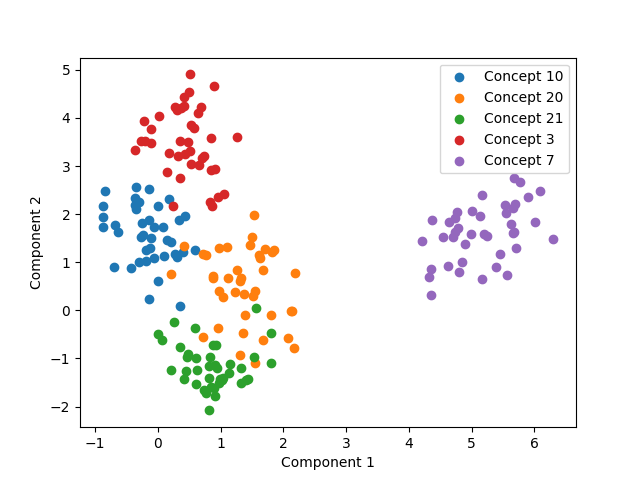 Concept 10
Concept 20
Concept 21
Concept 3
Concept 7
5
4
3
2
1
0
−1
−2
Component 2
−1 0 1 2 3 4 5 6
Component 1